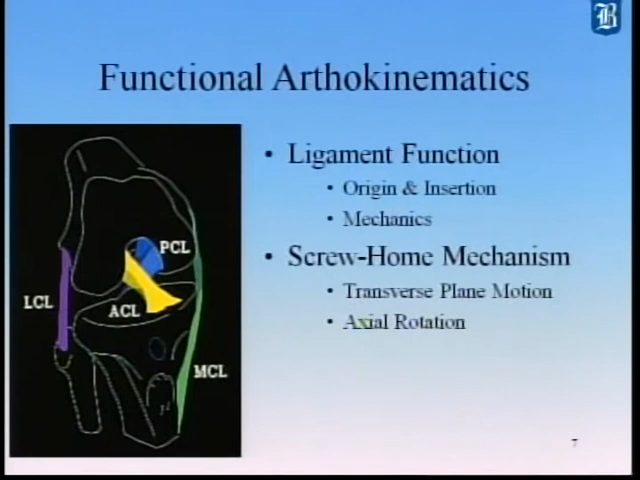 B
Functional Arthokinematics
• Ligament Function
• Origin & Insertion
• Mechanics
• Screw-Home Mechanism
• Transverse Plane Motion
• Axial Rotation
PCL
LCL
ACL
MCL
7